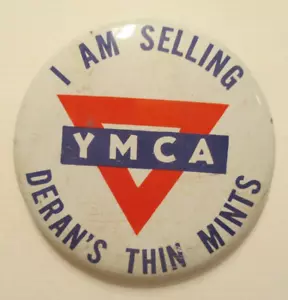 I AM SELLING
YMCA
DERAN'S THIN MINTS